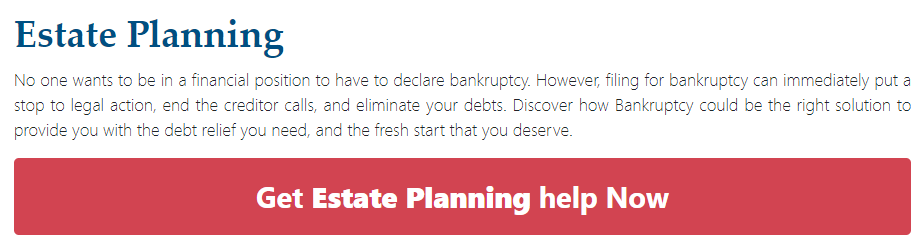 Estate Planning
No one wants to be in a financial position to have to declare bankruptcy. However, filing for bankruptcy can immediately put a
stop to legal action, end the creditor calls, and eliminate your debts. Discover how Bankruptcy could be the right solution to
provide you with the debt relief you need, and the fresh start that you deserve.
Get Estate Planning help Now